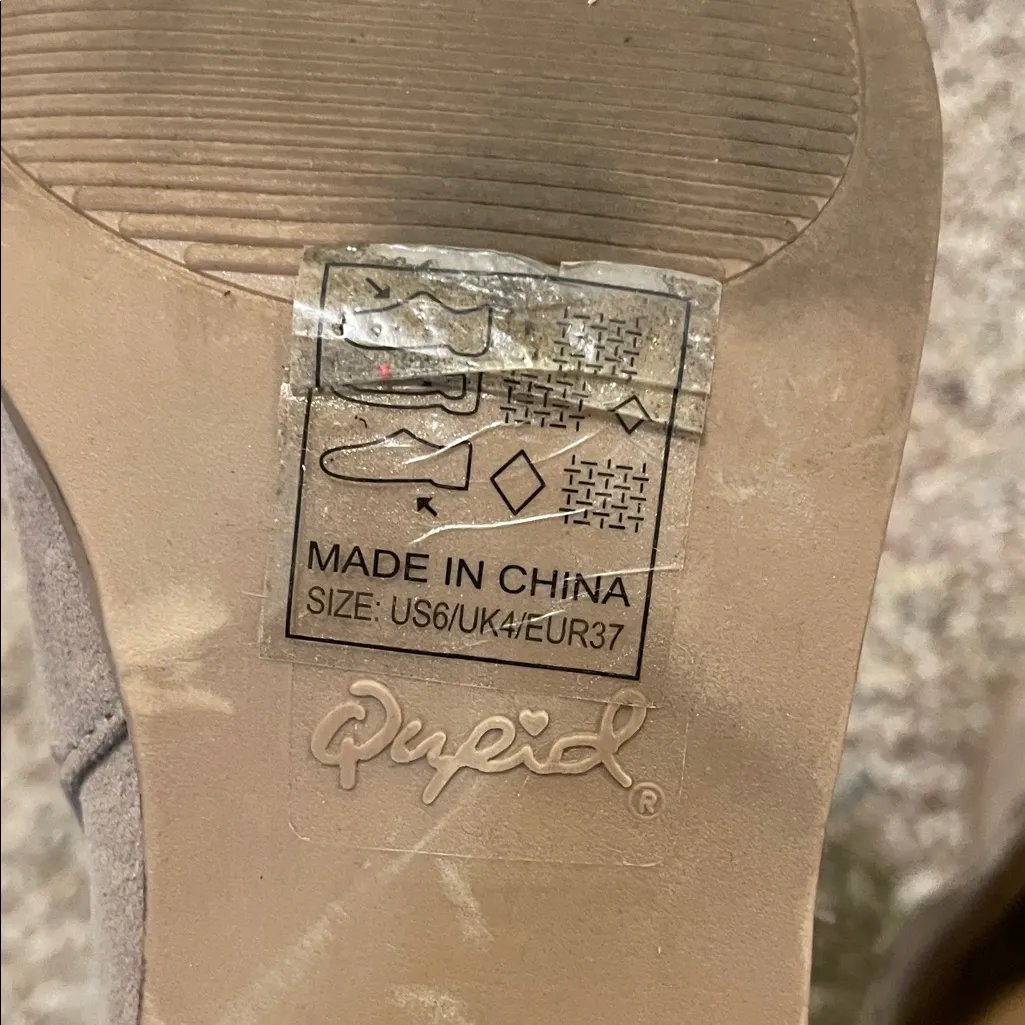 MADE IN CHINA
SIZE: US6/UK4/EUR37
Qupid
®